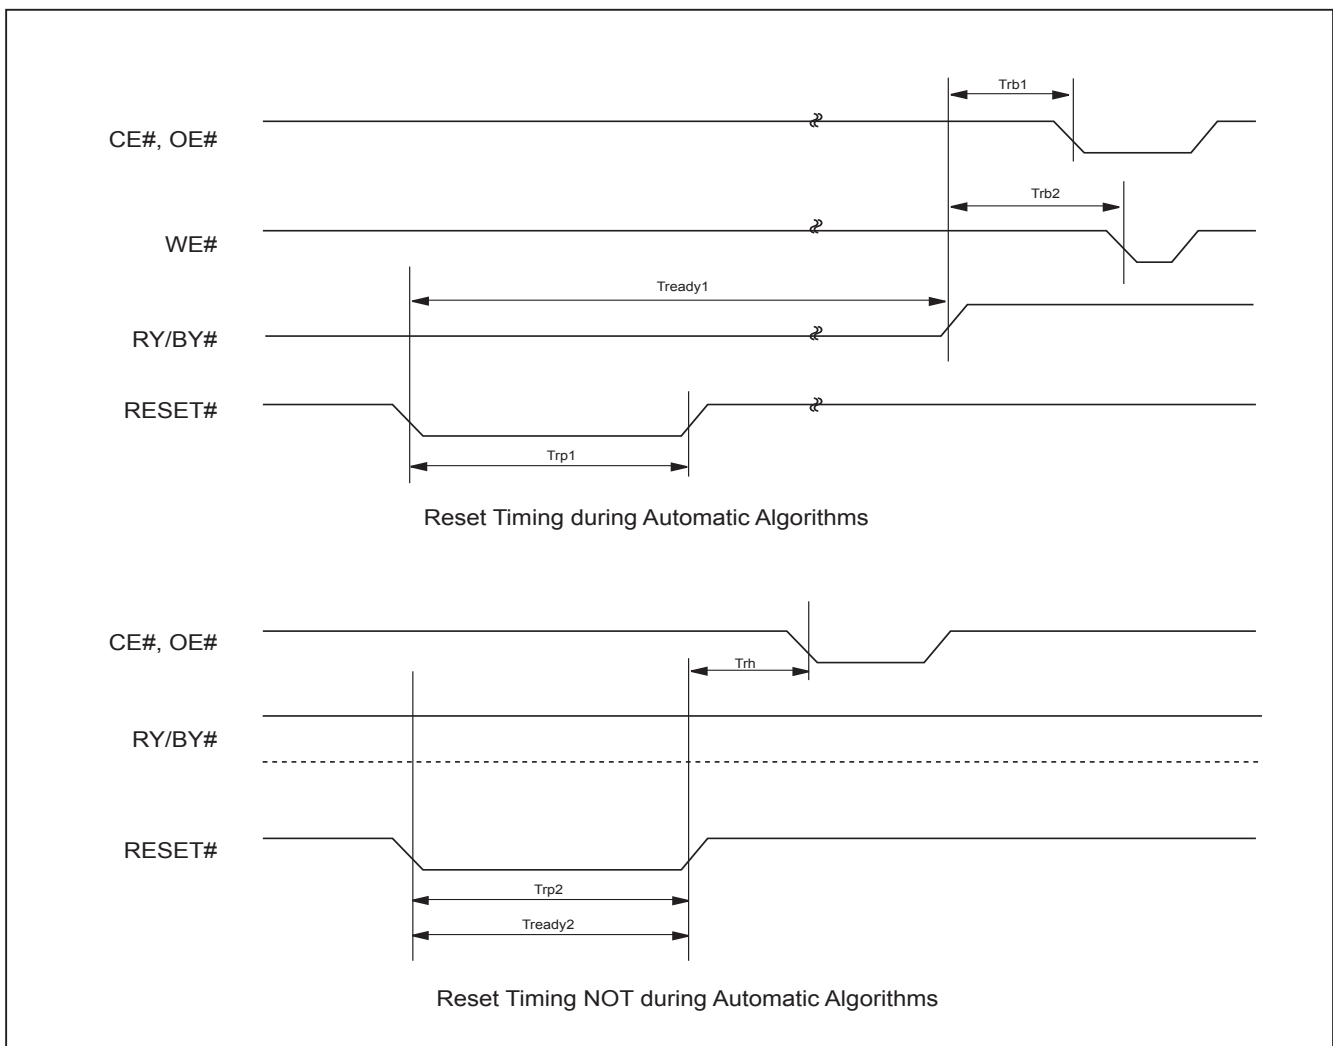 Trb1
CE#, OE#
Trb2
WE#
Tready1
RY/BY#
RESET#
Trp1
Reset Timing during Automatic Algorithms
CE#, OE#
Trh
RY/BY#
RESET#
Trp2
Tready2
Reset Timing NOT during Automatic Algorithms